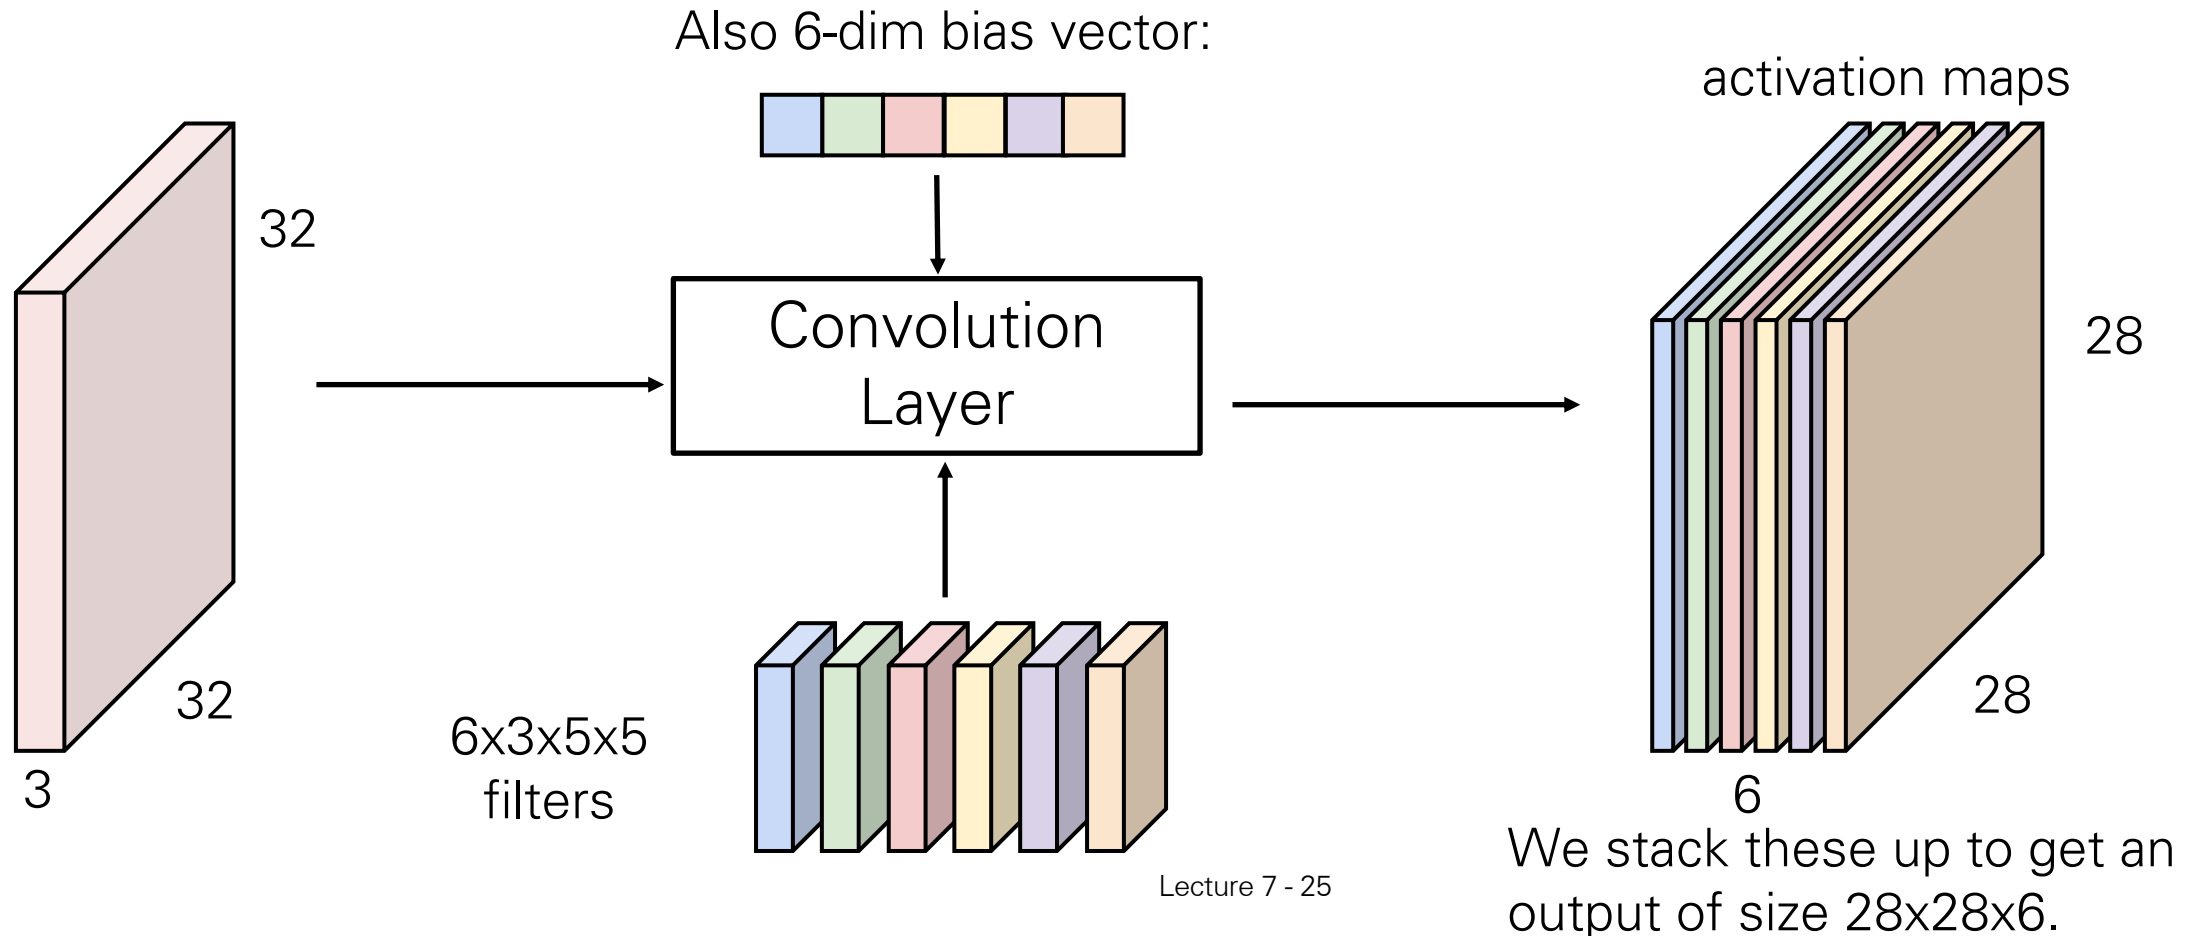 Also 6-dim bias vector:
activation maps
32
Convolution
Layer
28
32
28
6x3x5x5
filters
3
6
We stack these up to get an
output of size 28x28x6.
Lecture 7 - 25